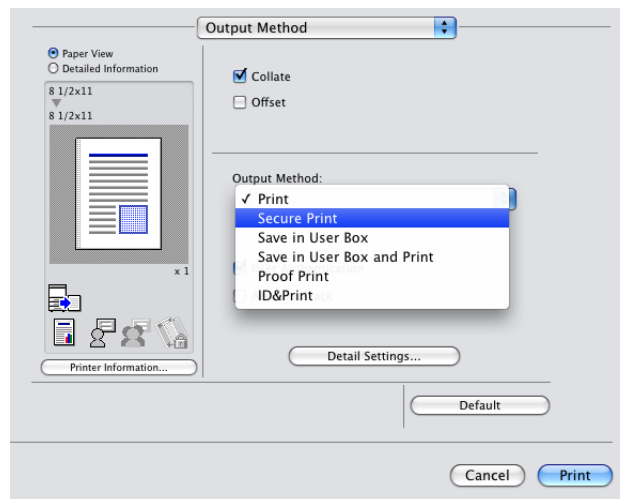 Output Method
Paper View
Detailed Information
8 1/2x11
8 1/2x11
x 1
Printer Information...
Collate
Offset
Output Method:
✓ Print
Secure Print
Save in User Box
Save in User Box and Print
Proof Print
ID&Print
Detail Settings...
Default
Cancel
Print